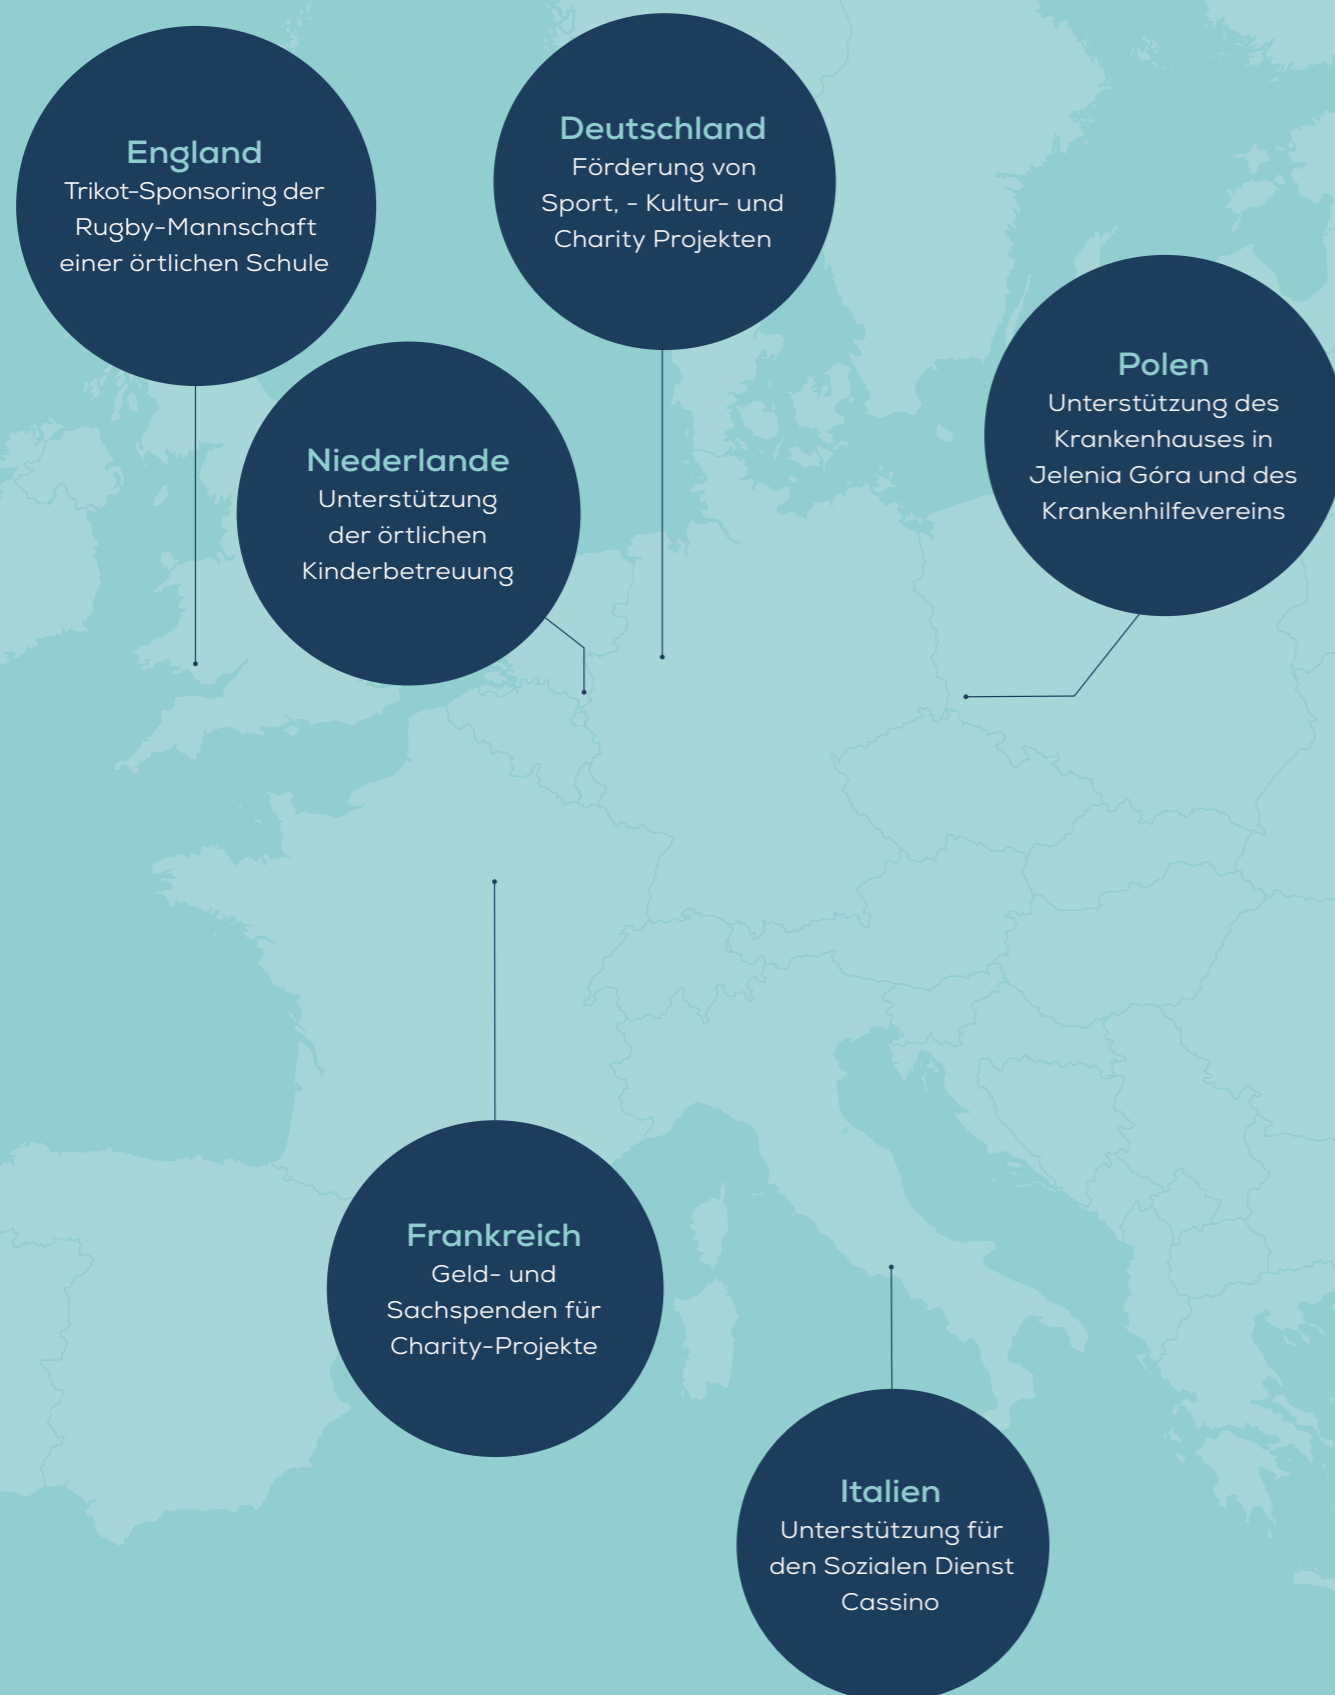 England
Trikot-Sponsoring der
Rugby-Mannschaft
einer örtlichen Schule
Deutschland
Förderung von
Sport, - Kultur- und
Charity Projekten
Niederlande
Unterstützung
der örtlichen
Kinderbetreuung
Polen
Unterstützung des
Krankenhauses in
Jelenia Góra und des
Krankenhilfevereins
Frankreich
Geld- und
Sachspenden für
Charity-Projekte
Italien
Unterstützung für
den Sozialen Dienst
Cassino